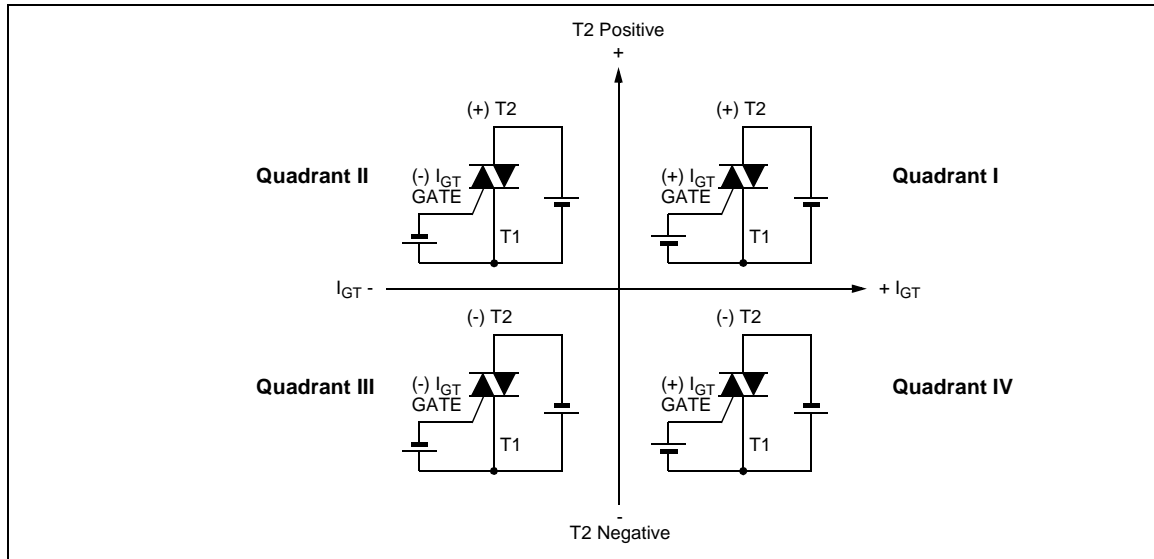 T2 Positive
+
(+) T2
Quadrant II
(-) IGT
GATE
T1
(+) T2
(+) IGT
GATE
T1
Quadrant I
IGT -
+ IGT
(-) T2
Quadrant III
(-) IGT
GATE
T1
(-) T2
(+) IGT
GATE
T1
Quadrant IV
-
T2 Negative